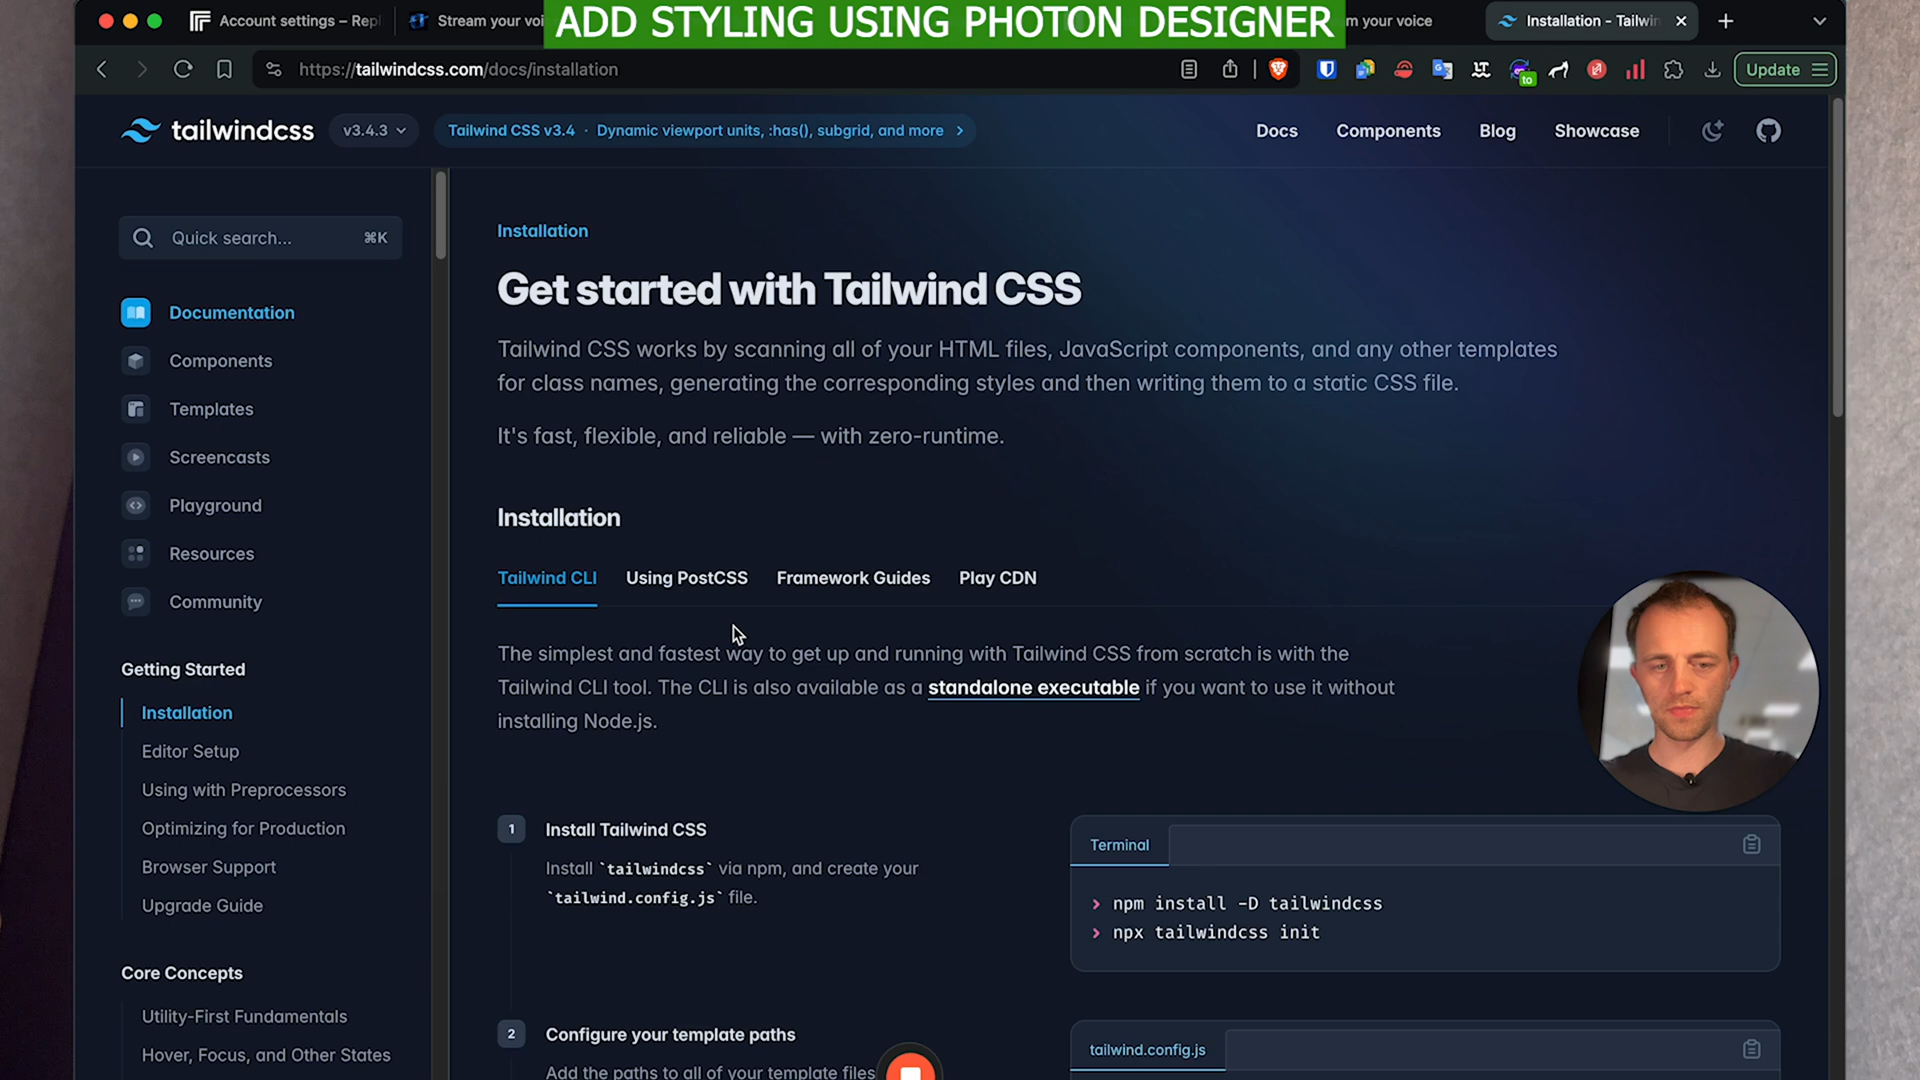 Account settings – Repl
Stream your voi
ADD STYLING USING PHOTON DESIGNER
m your voice
Installation - Tailwin
https://tailwindcss.com/docs/installation
to
Update
tailwindcss
v3.4.3
Tailwind CSS v3.4 · Dynamic viewport units, :has(), subgrid, and more
Docs
Components
Blog
Showcase
Quick search...
⌘K
Documentation
Components
Templates
Screencasts
Playground
Resources
Community
Getting Started
Installation
Editor Setup
Using with Preprocessors
Optimizing for Production
Browser Support
Upgrade Guide
Core Concepts
Utility-First Fundamentals
Hover, Focus, and Other States
Installation
Get started with Tailwind CSS
Tailwind CSS works by scanning all of your HTML files, JavaScript components, and any other templates
for class names, generating the corresponding styles and then writing them to a static CSS file.
It's fast, flexible, and reliable — with zero-runtime.
Installation
Tailwind CLI
Using PostCSS
Framework Guides
Play CDN
The simplest and fastest way to get up and running with Tailwind CSS from scratch is with the
Tailwind CLI tool. The CLI is also available as a standalone executable if you want to use it without
installing Node.js.
1
Install Tailwind CSS
Install `tailwindcss` via npm, and create your
`tailwind.config.js` file.
Terminal
› npm install -D tailwindcss
› npx tailwindcss init
2
Configure your template paths
Add the paths to all of your template files
tailwind.config.js